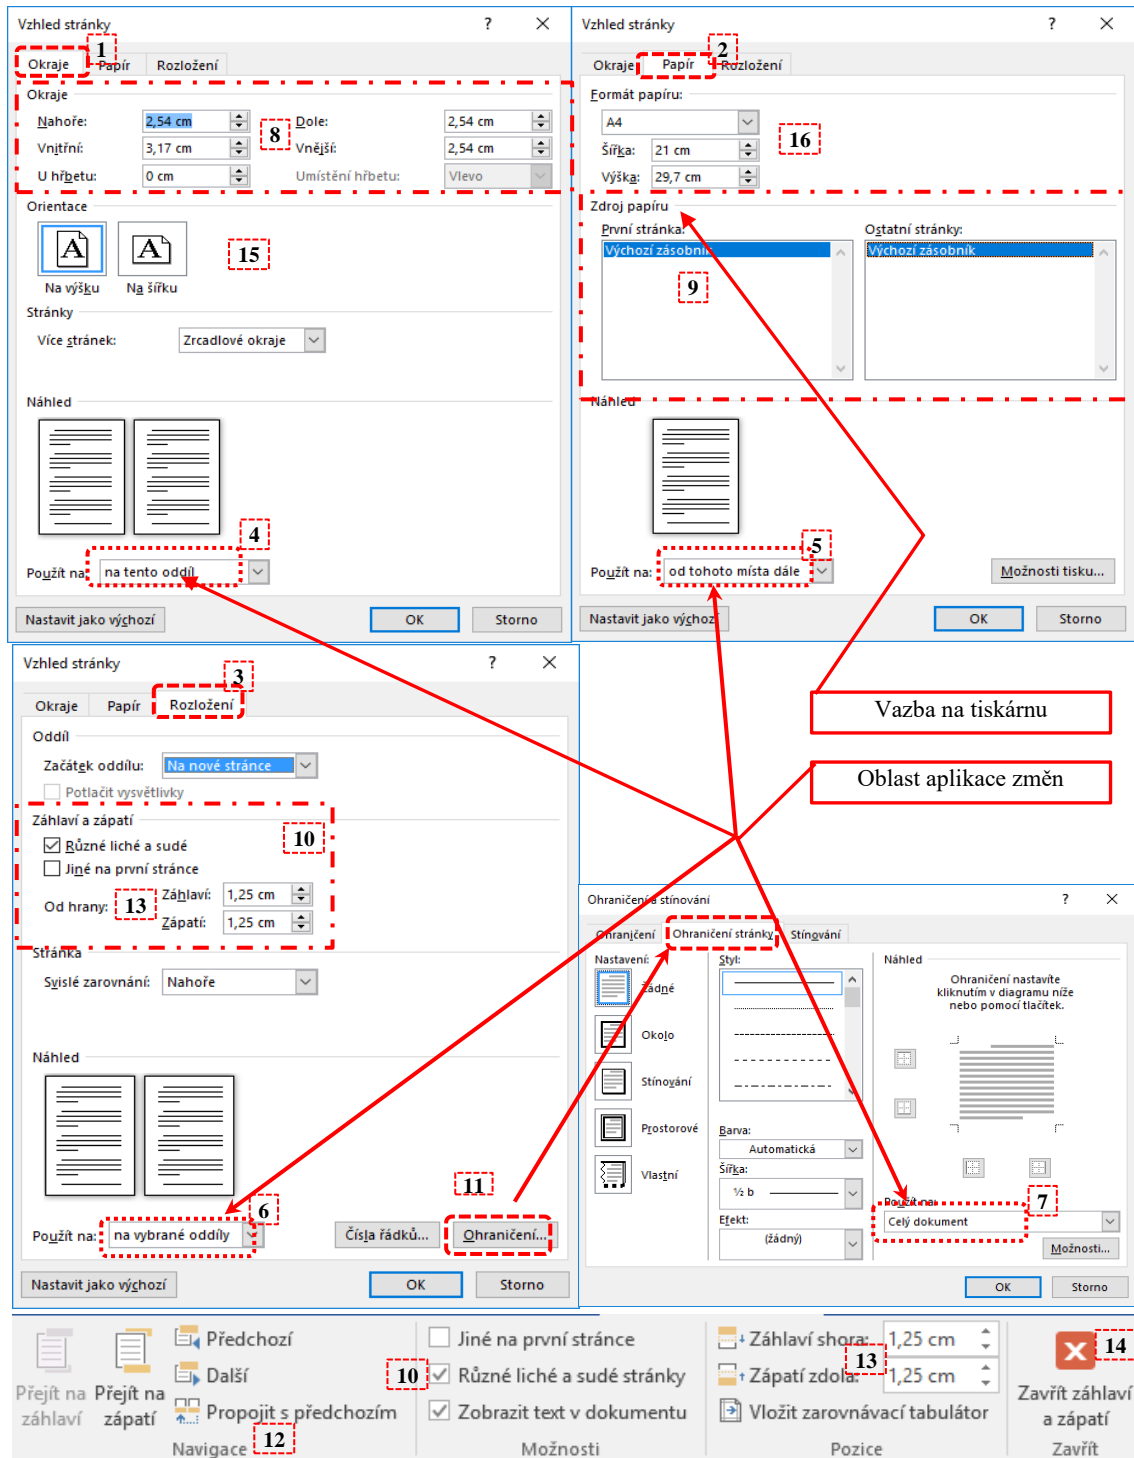 Vzhled stránky ? ×
1
Okraje Papír Rozložení
Okraje
Nahoře: 2,54 cm Dole: 2,54 cm
8
Vnitřní: 3,17 cm Vnější: 2,54 cm
U hřbetu: 0 cm Umístění hřbetu: Vlevo
Orientace
15
Na výšku Na šířku
Stránky
Více stránek: Zrcadlové okraje
Náhled
4
Použít na: na tento oddíl
Nastavit jako výchozí OK Storno
Vzhled stránky ? ×
2
Okraje Papír Rozložení
Formát papíru:
A4
16
Šířka: 21 cm
Výška: 29,7 cm
Zdroj papíru
První stránka: Ostatní stránky:
Výchozí zásobník Výchozí zásobník
9
Náhled
5
Použít na: od tohoto místa dále Možnosti tisku...
Nastavit jako výchozí OK Storno
Vzhled stránky ? ×
3
Okraje Papír Rozložení
Oddíl
Začátek oddílu: Na nové stránce
Potlačit vysvětlivky
Záhlaví a zápatí
10
Různé liché a sudé
Jiné na první stránce
Od hrany: 13 Záhlaví: 1,25 cm
Zápatí: 1,25 cm
Stránka
Svislé zarovnání: Nahoře
Náhled
11
6
Použít na: na vybrané oddíly Čísla řádků... Ohraničení...
Nastavit jako výchozí OK Storno
Vazba na tiskárnu
Oblast aplikace změn
Ohraničení a stínování ? ×
Ohraničení Ohraničení stránky Stínování
Nastavení: Styl: Náhled
Žádné
Okolo
Stínování
Prostorové
Vlastní
Barva:
Automatická
Šířka:
½ b
Efekt:
(žádný)
Ohraničení nastavíte
kliknutím v diagramu níže
nebo pomocí tlačítek.
Použít na: 7
Celý dokument
Možnosti...
OK Storno
Přejít na záhlaví
Přejít na zápatí
Předchozí
Další
Propojit s předchozím
Navigace 12
Jiné na první stránce
10 Různé liché a sudé stránky
Zobrazit text v dokumentu
Možnosti
Záhlaví shora: 1,25 cm
13
Zápatí zdola: 1,25 cm
Vložit zarovnávací tabulátor
Pozice
14
Zavřít záhlaví
a zápatí
Zavřít